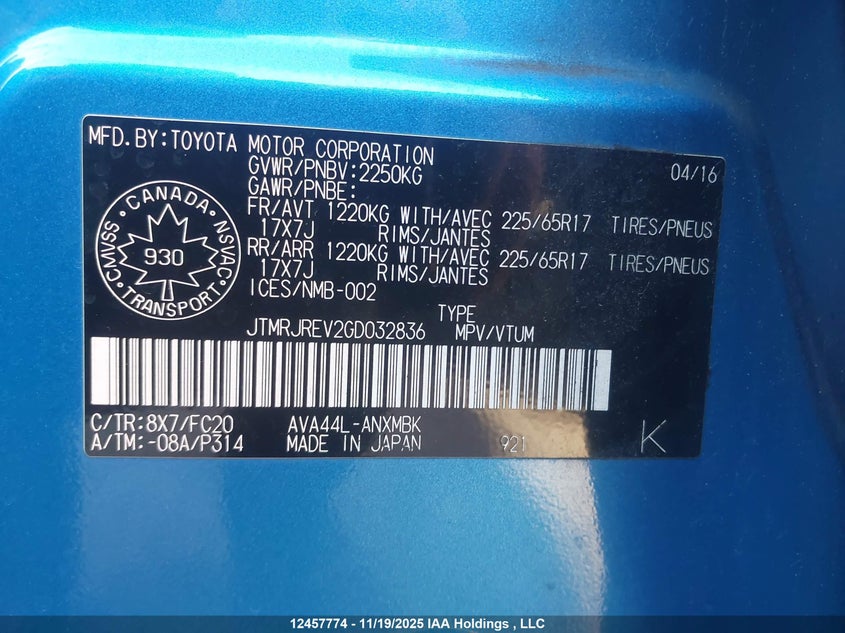 MFD.BY:TOYOTA MOTOR CORPORATION
GVWR/PNBV:2250KG 04/16
GAWR/PNBE:
FR/AVT 1220KG WITH/AVEC 225/65R17 TIRES/PNEUS
17X7J RIMS/JANTES
RR/ARR 1220KG WITH/AVEC 225/65R17 TIRES/PNEUS
17X7J RIMS/JANTES
ICES/NMB-002
CANADA
CMVSS 930 NSVAC
TRANSPORT
TYPE
JTMRJREV2GD032836 MPV/VTUM
C/TR:8X7/FC20 AVA44L-ANXMBK
A/TM:-08A/P314 MADE IN JAPAN 921 K
12457774 - 11/19/2025 IAA Holdings , LLC